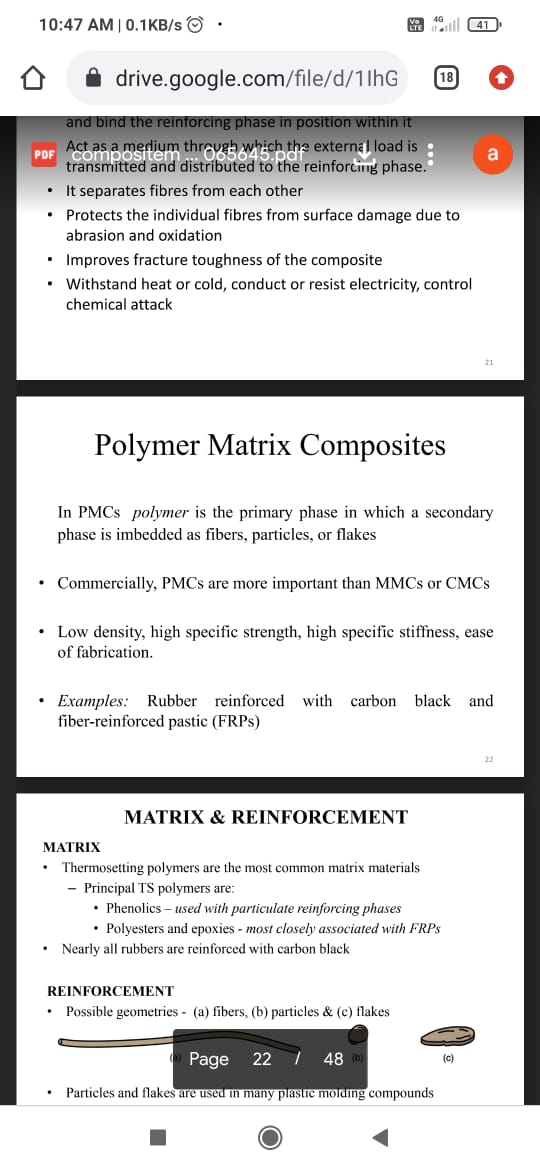 10:47 AM | 0.1KB/s
Vo LTE 4G 41
drive.google.com/file/d/1IhG 18
and bind the reinforcing phase in position within it
Act as a medium through which the external load is
PDF compositem ... 065645.pdf a
transmitted and distributed to the reinforcing phase.
• It separates fibres from each other
• Protects the individual fibres from surface damage due to
abrasion and oxidation
• Improves fracture toughness of the composite
• Withstand heat or cold, conduct or resist electricity, control
chemical attack
21
Polymer Matrix Composites
In PMCs polymer is the primary phase in which a secondary
phase is imbedded as fibers, particles, or flakes
• Commercially, PMCs are more important than MMCs or CMCs
• Low density, high specific strength, high specific stiffness, ease
of fabrication.
• Examples: Rubber reinforced with carbon black and
fiber-reinforced pastic (FRPs)
22
MATRIX & REINFORCEMENT
MATRIX
• Thermosetting polymers are the most common matrix materials
– Principal TS polymers are:
• Phenolics – used with particulate reinforcing phases
• Polyesters and epoxies - most closely associated with FRPs
• Nearly all rubbers are reinforced with carbon black
REINFORCEMENT
• Possible geometries - (a) fibers, (b) particles & (c) flakes
(a) (b) (c)
Page 22 / 48
• Particles and flakes are used in many plastic molding compounds